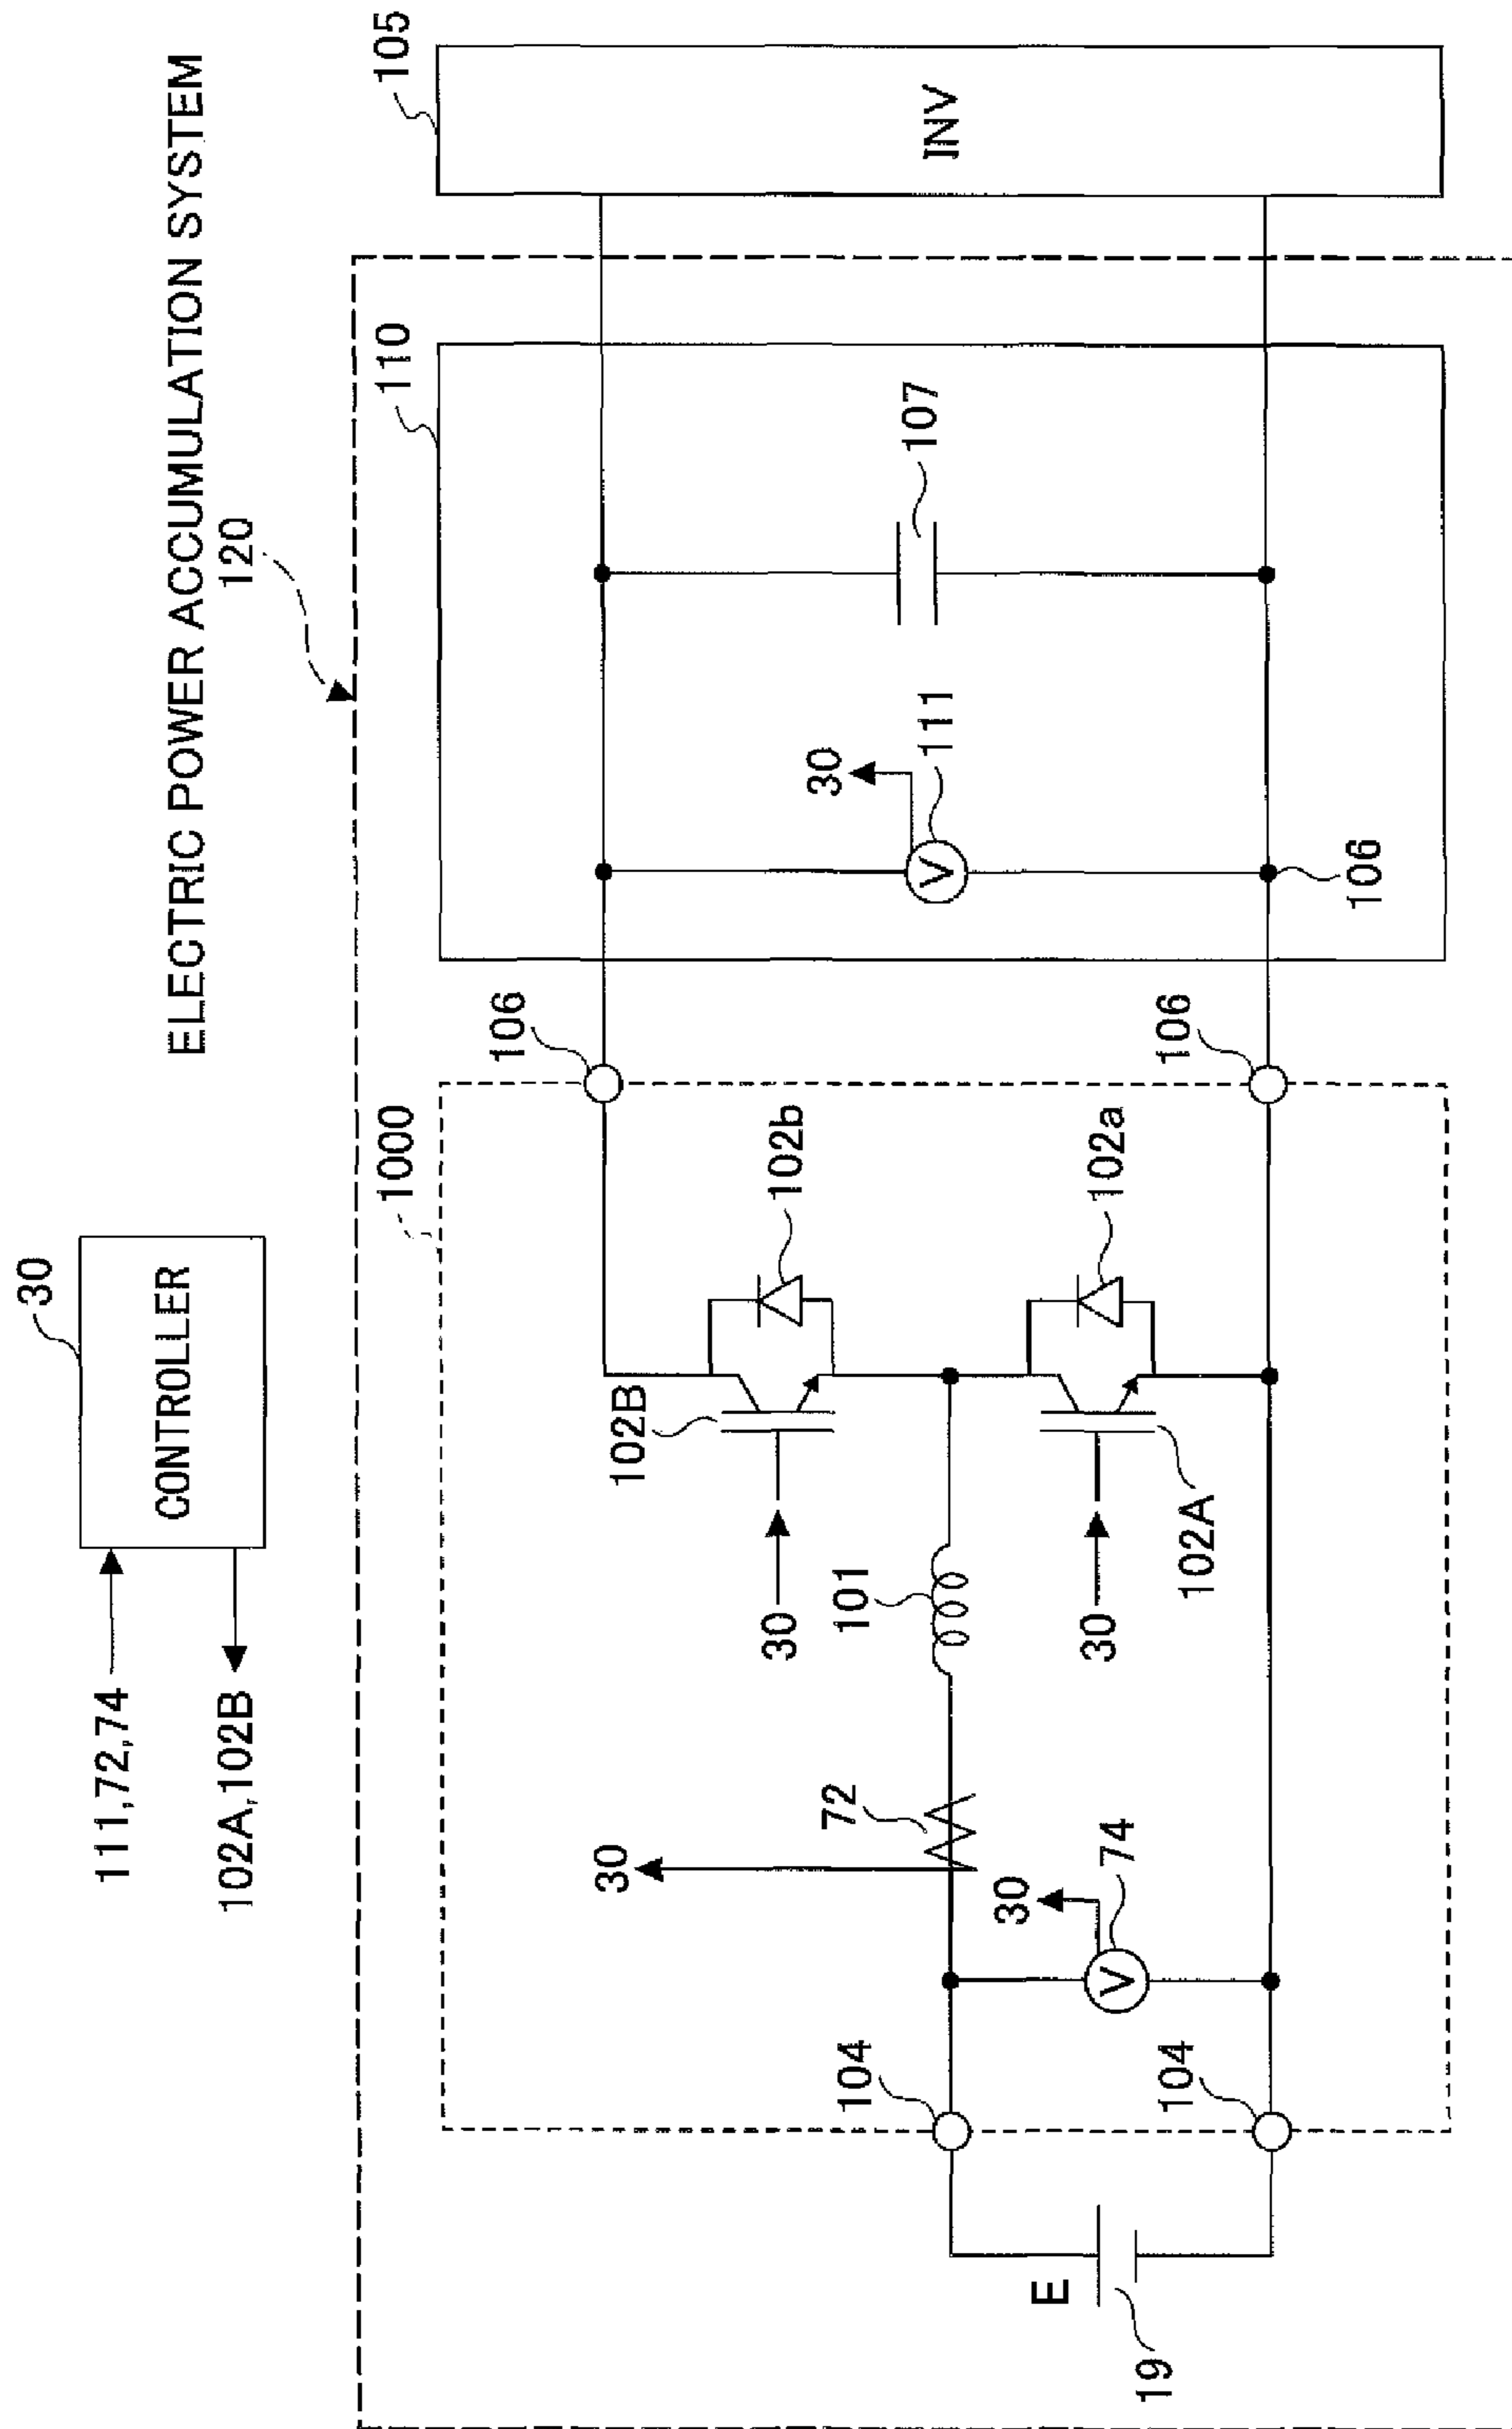 30
CONTROLLER
111,72,74
102A,102B
ELECTRIC POWER ACCUMULATION SYSTEM
120
1000
110
105
106
30
102B
102b
30
111
107
INV
72
101
30
30
102A
102a
104
30
74
106
106
E
19
104
30